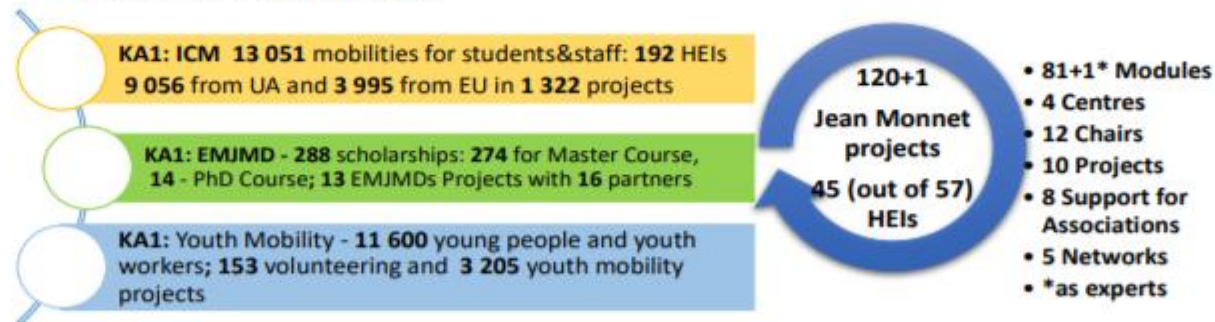 KA1: ICM 13 051 mobilities for students&staff: 192 HEIs
9 056 from UA and 3 995 from EU in 1 322 projects
KA1: EMJMD - 288 scholarships: 274 for Master Course,
14 - PhD Course; 13 EMJMDs Projects with 16 partners
KA1: Youth Mobility - 11 600 young people and youth
workers; 153 volunteering and 3 205 youth mobility
projects
120+1
Jean Monnet
projects
45 (out of 57)
HEIs
• 81+1* Modules
• 4 Centres
• 12 Chairs
• 10 Projects
• 8 Support for
Associations
• 5 Networks
• *as experts